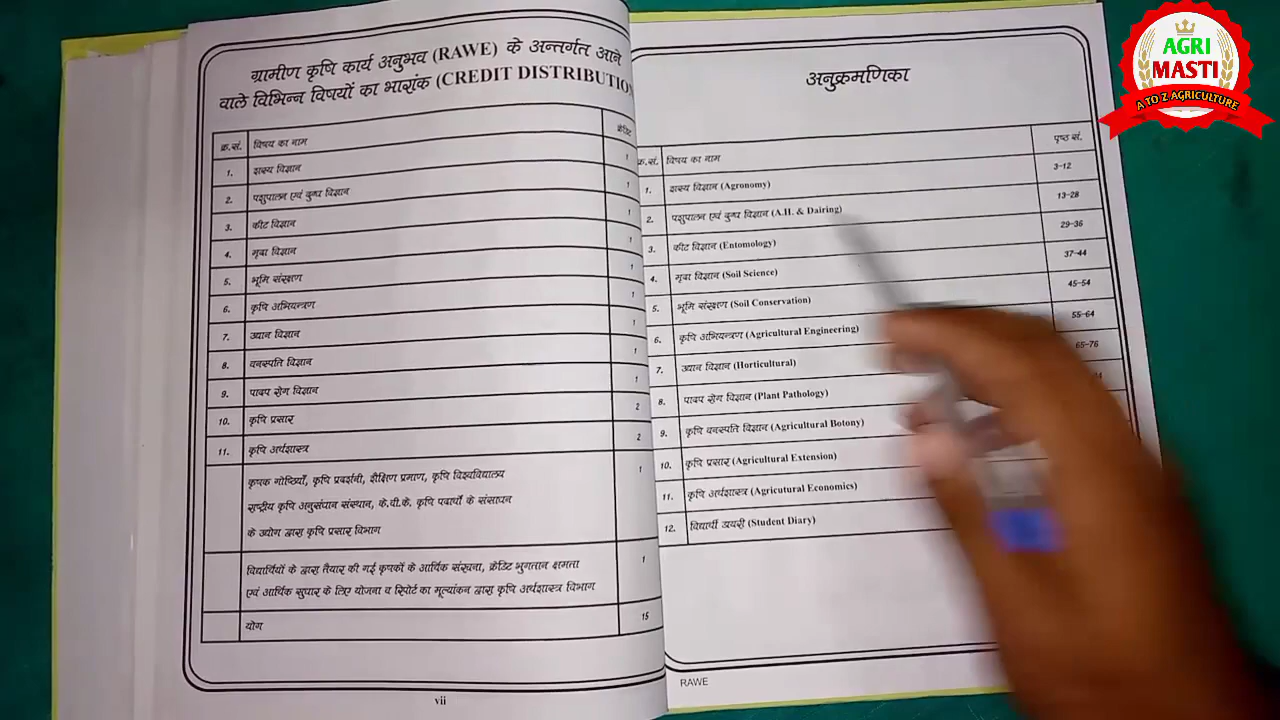 ग्रामीण कृषि कार्य अनुभव (RAWE) के अन्तर्गत आने
वाले विभिन्न विषयों का भारांक (CREDIT DISTRIBUTION
क्र.सं. विषय का नाम क्रेडिट
1. शस्य विज्ञान 1
2. पशुपालन एवं दुग्ध विज्ञान 1
3. कीट विज्ञान 1
4. मृदा विज्ञान 1
5. भूमि संरक्षण 1
6. कृषि अभियन्त्रण 1
7. उद्यान विज्ञान 1
8. वनस्पति विज्ञान 1
9. पादप रोग विज्ञान 1
10. कृषि प्रसार 2
11. कृषि अर्थशास्त्र 2
कृषक गोष्ठियाँ, कृषि प्रदर्शनी, शैक्षिण प्रमाण, कृषि विश्वविद्यालय 1
राष्ट्रीय कृषि अनुसंधान संस्थान, के.वी.के. कृषि पदार्थों के संसाधन
के उद्योग द्वारा कृषि प्रसार विभाग
विद्यार्थियों के द्वारा तैयार की गई कृषकों के आर्थिक संरचना, क्रेडिट भुगतान क्षमता 1
एवं आर्थिक सुधार के लिए योजना व रिपोर्ट का मूल्यांकन द्वारा कृषि अर्थशास्त्र विभाग
योग 15
vii
अनुक्रमणिका
क्र.सं. विषय का नाम पृष्ठ सं.
1. शस्य विज्ञान (Agronomy) 3-12
2. पशुपालन एवं दुग्ध विज्ञान (A.H. & Dairing) 13-28
3. कीट विज्ञान (Entomology) 29-36
4. मृदा विज्ञान (Soil Science) 37-44
5. भूमि संरक्षण (Soil Conservation) 45-54
6. कृषि अभियन्त्रण (Agricultural Engineering) 55-64
7. उद्यान विज्ञान (Horticultural) 65-76
8. पादप रोग विज्ञान (Plant Pathology)
9. कृषि वनस्पति विज्ञान (Agricultural Botony)
10. कृषि प्रसार (Agricultural Extension)
11. कृषि अर्थशास्त्र (Agricutural Economics)
12. विद्यार्थी डायरी (Student Diary)
RAWE
AGRI
MASTI
A TO Z AGRICULTURE